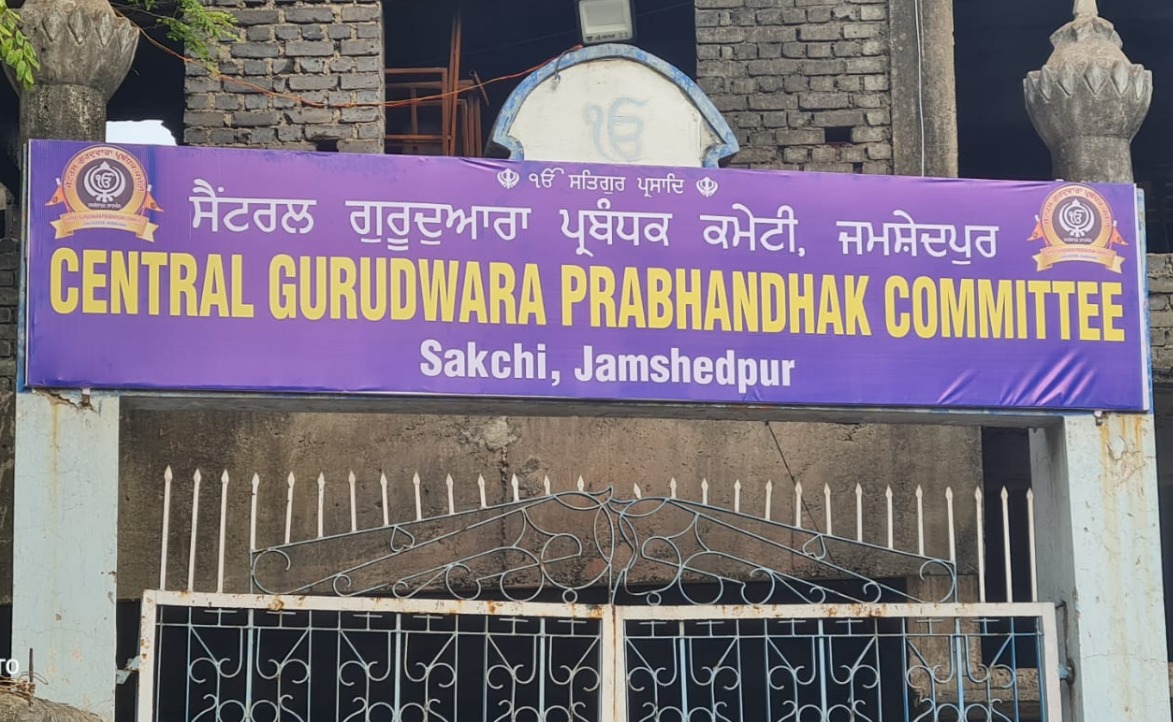 ੴ
ੴ ਸਤਿਗੁਰ ਪ੍ਰਸਾਦਿ
ਸੈਂਟਰਲ ਗੁਰੂਦੁਆਰਾ ਪ੍ਰਬੰਧਕ ਕਮੇਟੀ, ਜਮਸ਼ੇਦਪੁਰ
CENTRAL GURUDWARA PRABHANDHAK COMMITTEE
Sakchi, Jamshedpur